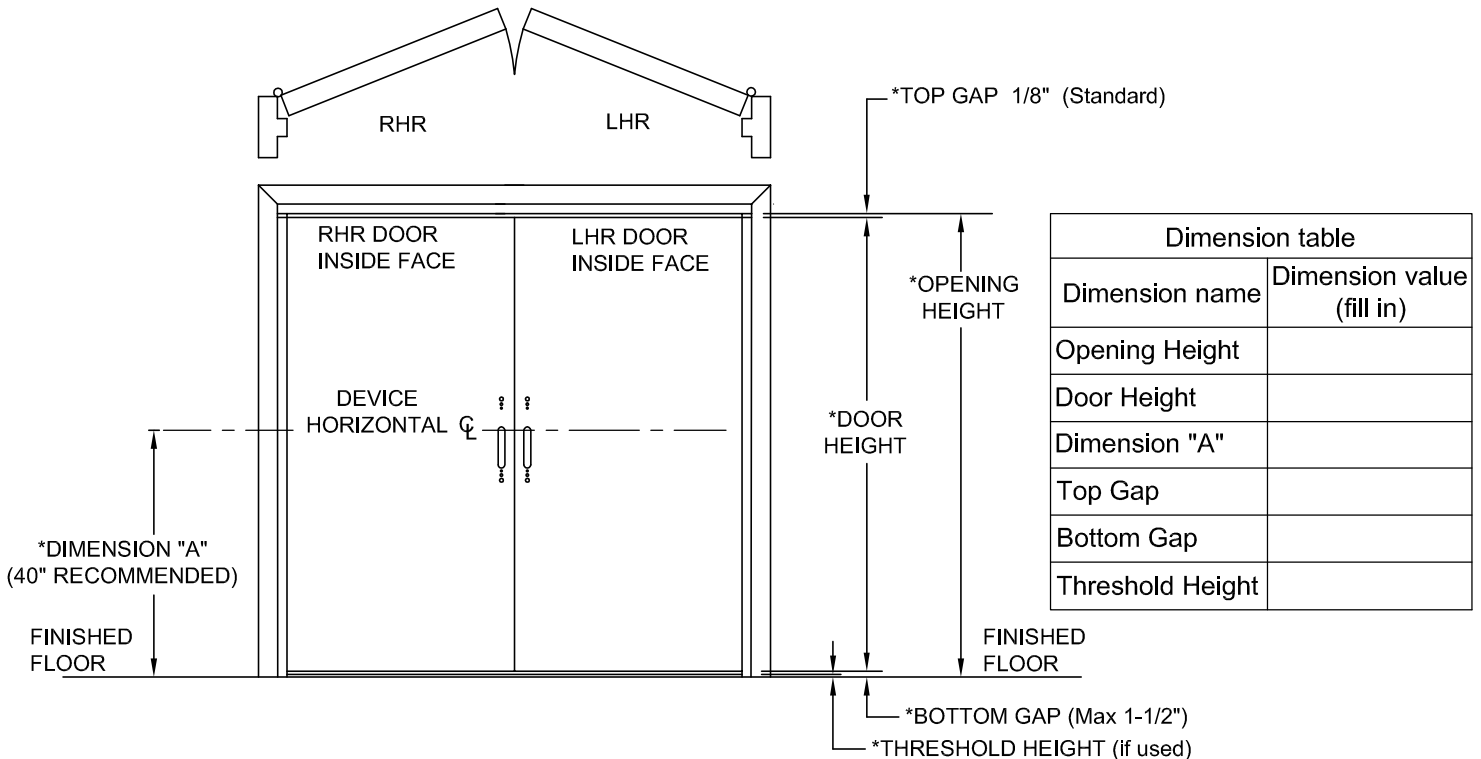 RHR
LHR
*TOP GAP 1/8" (Standard)
RHR DOOR
INSIDE FACE
LHR DOOR
INSIDE FACE
*OPENING
HEIGHT
DEVICE
HORIZONTAL ℄
*DOOR
HEIGHT
*DIMENSION "A"
(40" RECOMMENDED)
FINISHED
FLOOR
FINISHED
FLOOR
*BOTTOM GAP (Max 1-1/2")
*THRESHOLD HEIGHT (if used)
Dimension table
Dimension name
Dimension value
(fill in)
Opening Height
Door Height
Dimension "A"
Top Gap
Bottom Gap
Threshold Height